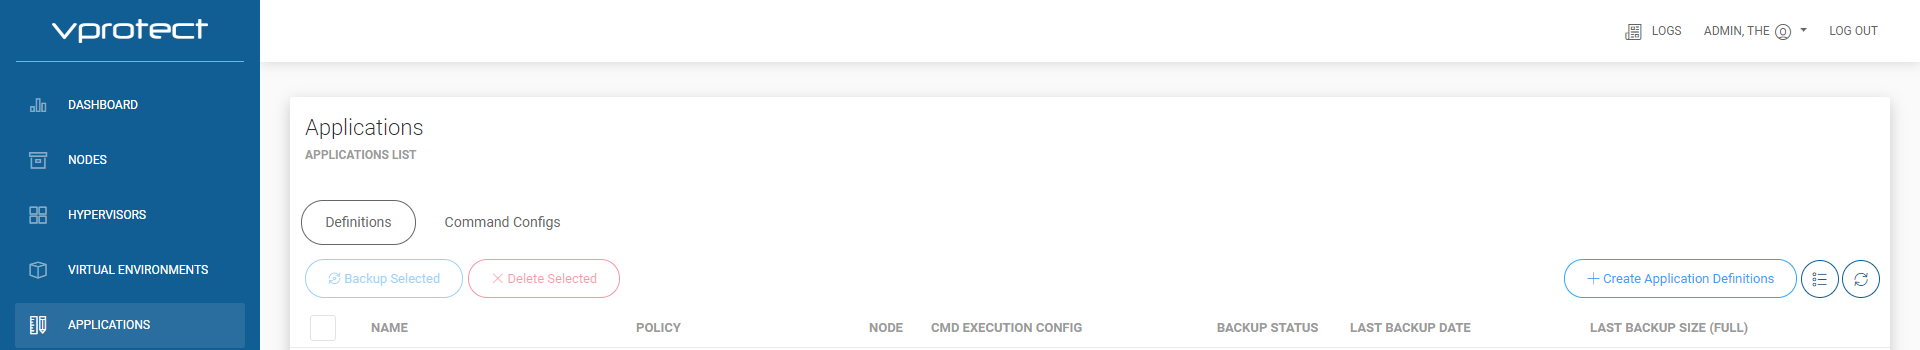 vprotect
LOGS ADMIN, THE LOG OUT
DASHBOARD
NODES
HYPERVISORS
VIRTUAL ENVIRONMENTS
APPLICATIONS
Applications
APPLICATIONS LIST
Definitions Command Configs
Backup Selected Delete Selected Create Application Definitions
NAME POLICY NODE CMD EXECUTION CONFIG BACKUP STATUS LAST BACKUP DATE LAST BACKUP SIZE (FULL)